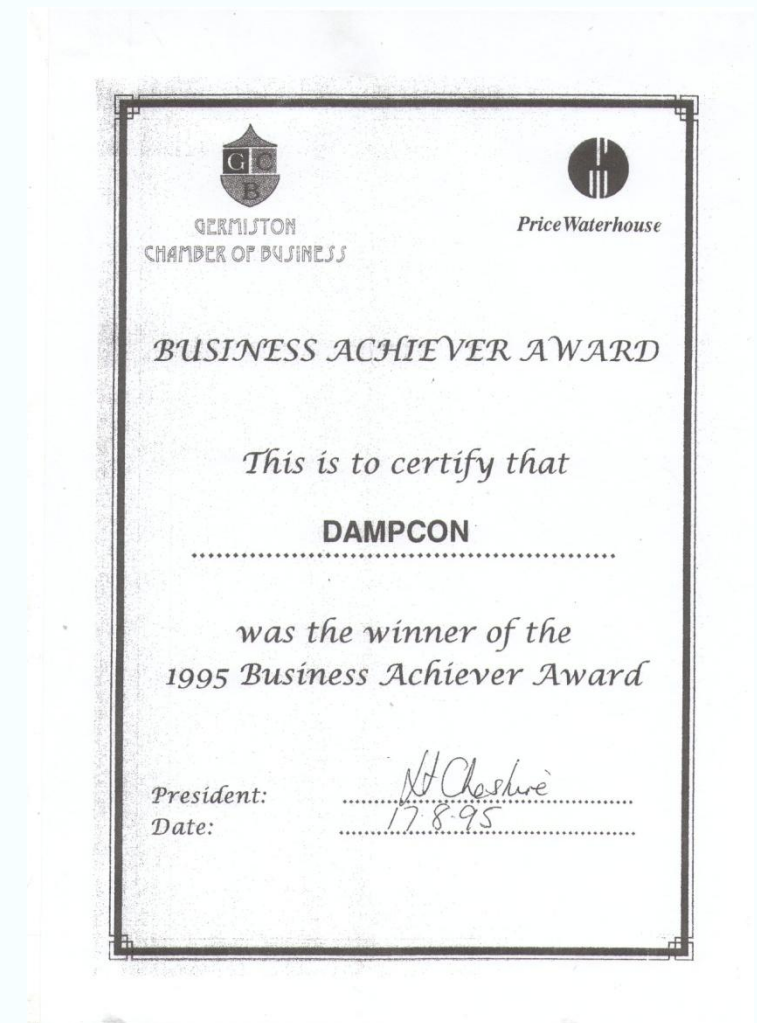 G C
B
GERMISTON
CHAMBER OF BUSINESS
Price Waterhouse
BUSINESS ACHIEVER AWARD
This is to certify that
DAMPCON
was the winner of the
1995 Business Achiever Award
President: Cheshire
Date: 17.8.95